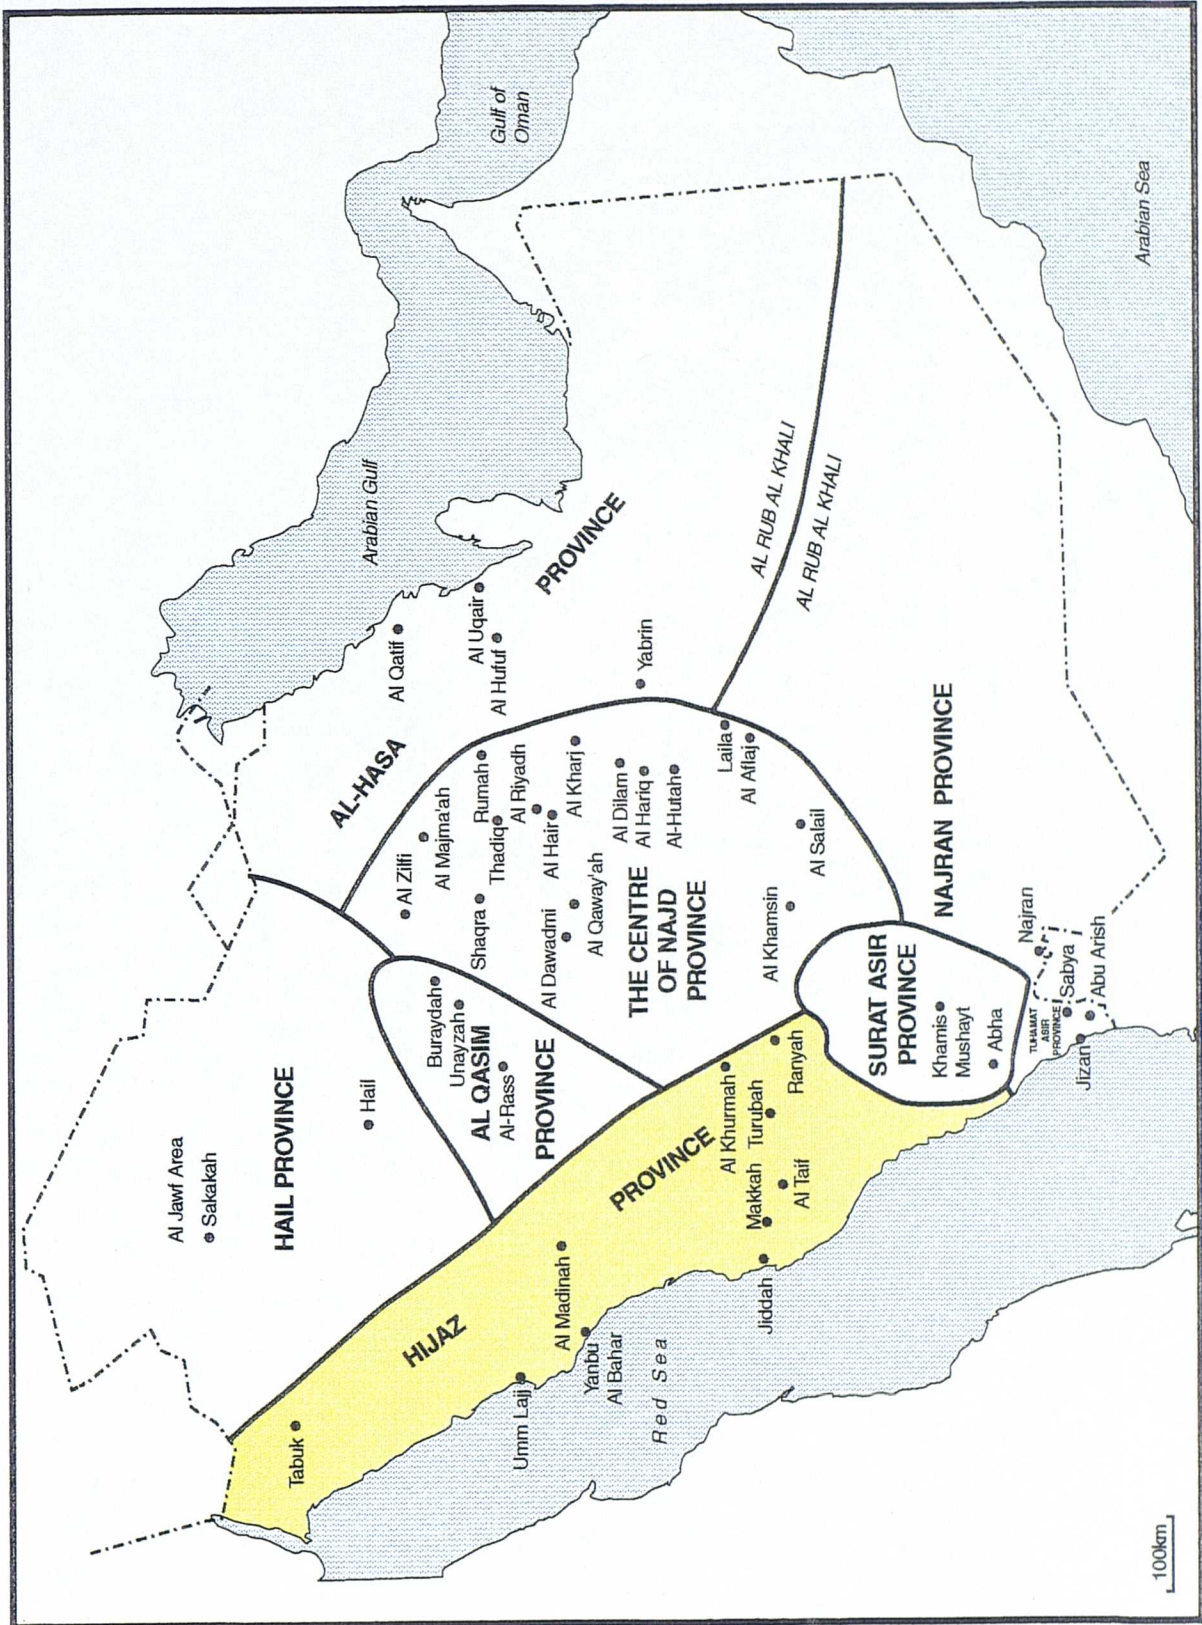 Al Jawf Area
Sakakah
HAIL PROVINCE
Hail
Tabuk
HIJAZ
PROVINCE
Umm Lajj
Al Madinah
Yanbu
Al Bahar
Red Sea
Jiddah
Makkah
Al Taif
Turubah
Al Khurmah
Ranyah
Buraydah
Unayzah
AL QASIM
Al-Rass
PROVINCE
AL-HASA
PROVINCE
Al Qatif
Al Uqair
Al Hufuf
Yabrin
Arabian Gulf
Gulf of
Oman
Al Zilfi
Al Majma'ah
Shaqra
Rumah
Thadiq
Al Riyadh
Al Hair
Al Kharj
Al Dawadmi
Al Qaway'ah
Al Dilam
Al Hariq
Al-Hutah
THE CENTRE
OF NAJD
PROVINCE
Laila
Al Aflaj
Al Salail
Al Khamsin
AL RUB AL KHALI
AL RUB AL KHALI
SURAT ASIR
PROVINCE
Khamis
Mushayt
Abha
NAJRAN PROVINCE
Najran
TUHAMAT
ASIR
PROVINCE
Sabya
Abu Arish
Jizan
Arabian Sea
100km